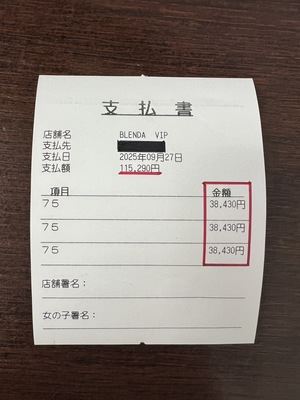 支払書
店舗名 BLENDA VIP
支払先
支払日 2025年09月27日
支払額 115,290円
項目 金額
75 38,430円
75 38,430円
75 38,430円
店舗署名：
女の子署名：